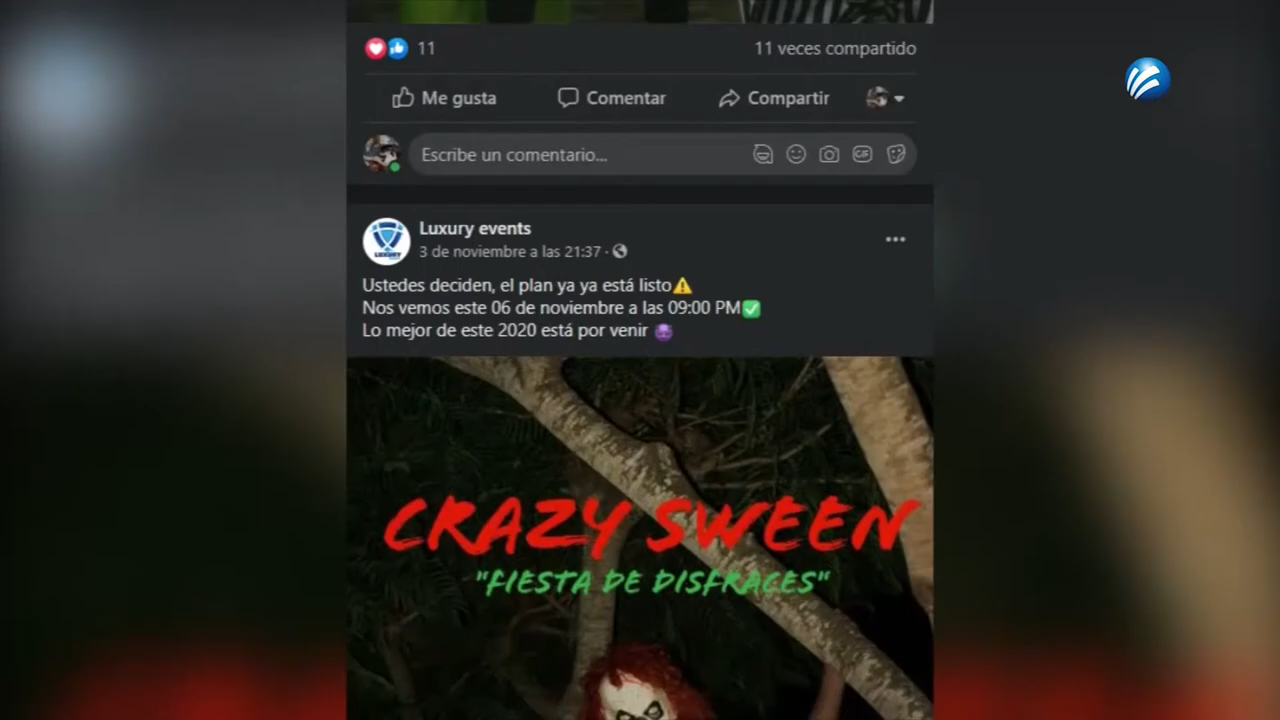 11
11 veces compartido
Me gusta
Comentar
Compartir
Escribe un comentario...
GIF
Luxury events
3 de noviembre a las 21:37 ·
Ustedes deciden, el plan ya ya está listo⚠️
Nos vemos este 06 de noviembre a las 09:00 PM✅
Lo mejor de este 2020 está por venir 😈
CRAZY SWEEN
"FIESTA DE DISFRACES"
LUXURY